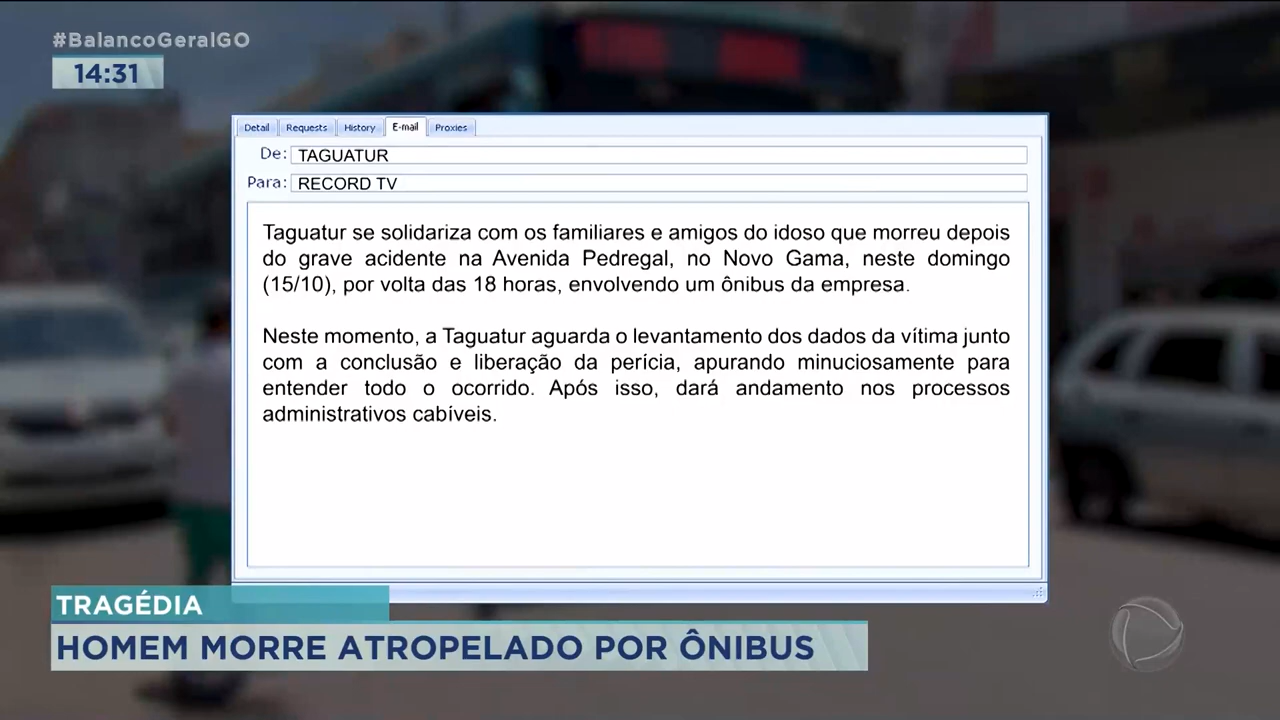 #BalancoGeralGO
14:31
Detail Requests History E-mail Proxies
De: TAGUATUR
Para: RECORD TV
Taguatur se solidariza com os familiares e amigos do idoso que morreu depois
do grave acidente na Avenida Pedregal, no Novo Gama, neste domingo
(15/10), por volta das 18 horas, envolvendo um ônibus da empresa.
Neste momento, a Taguatur aguarda o levantamento dos dados da vítima junto
com a conclusão e liberação da perícia, apurando minuciosamente para
entender todo o ocorrido. Após isso, dará andamento nos processos
administrativos cabíveis.
TRAGÉDIA
HOMEM MORRE ATROPELADO POR ÔNIBUS